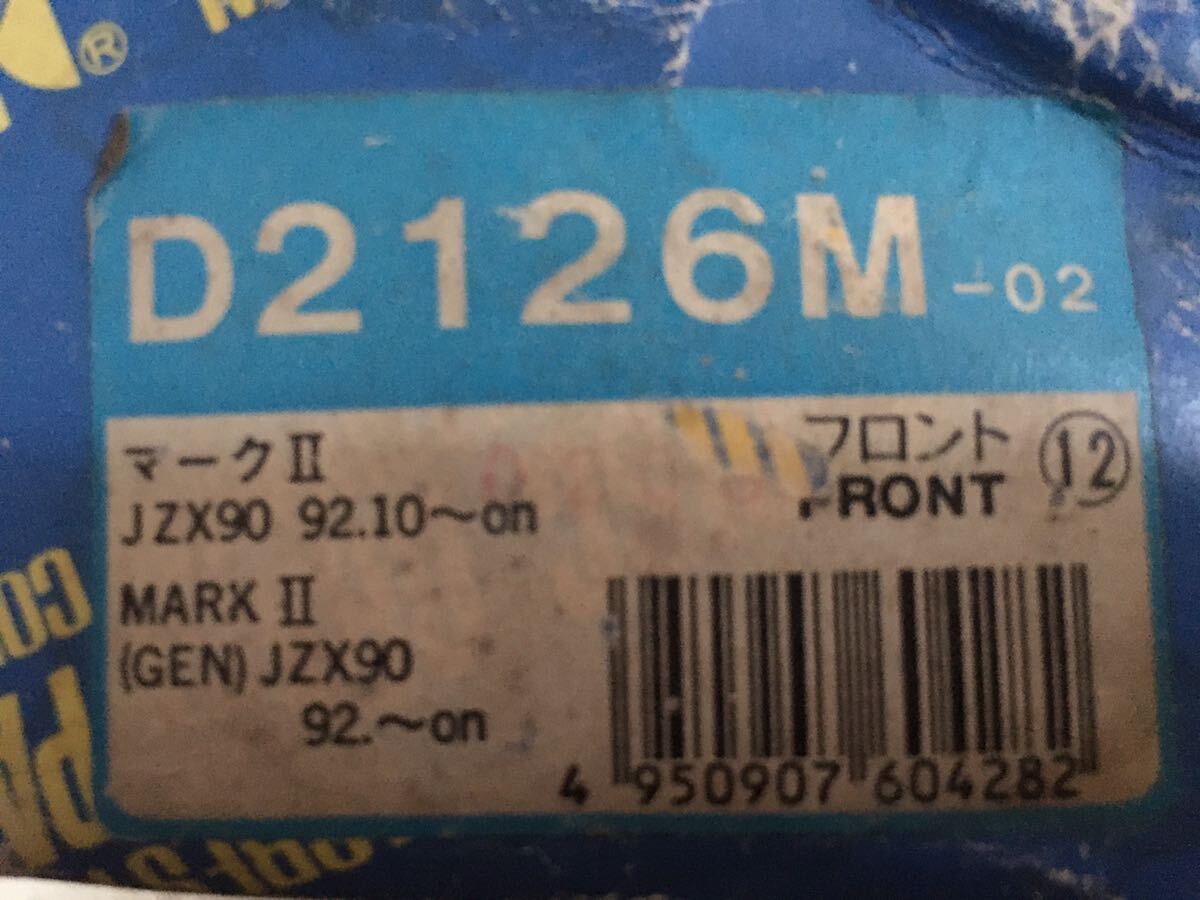 ®
D2126M-02
マークⅡ
JZX90 92.10～on
フロント
FRONT
⑫
MARK Ⅱ
(GEN) JZX90
92.～on
4 950907 604282